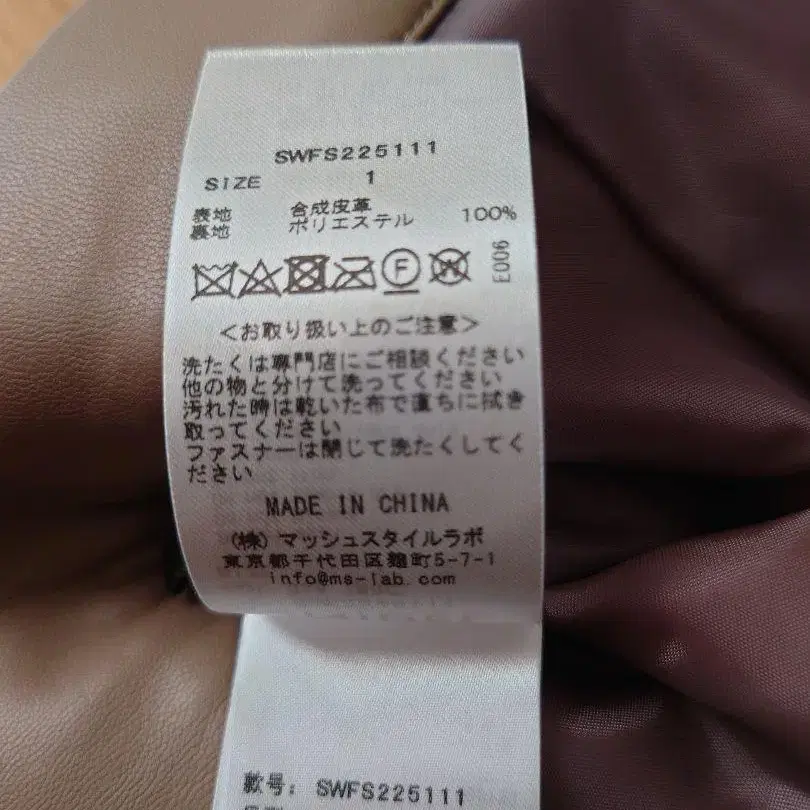 SWFS225111
SIZE 1
表地 合成皮革
裏地 ポリエステル 100%
F W E006
<お取り扱い上のご注意>
洗たくは専門店にご相談ください
他の物と分けて洗ってください
汚れた時は乾いた布で直ちに拭き
取ってください
ファスナーは閉じて洗たくしてく
ださい
MADE IN CHINA
(株)マッシュスタイルラボ
東京都千代田区麹町5-7-1
info@ms-lab.com
款号: SWFS225111